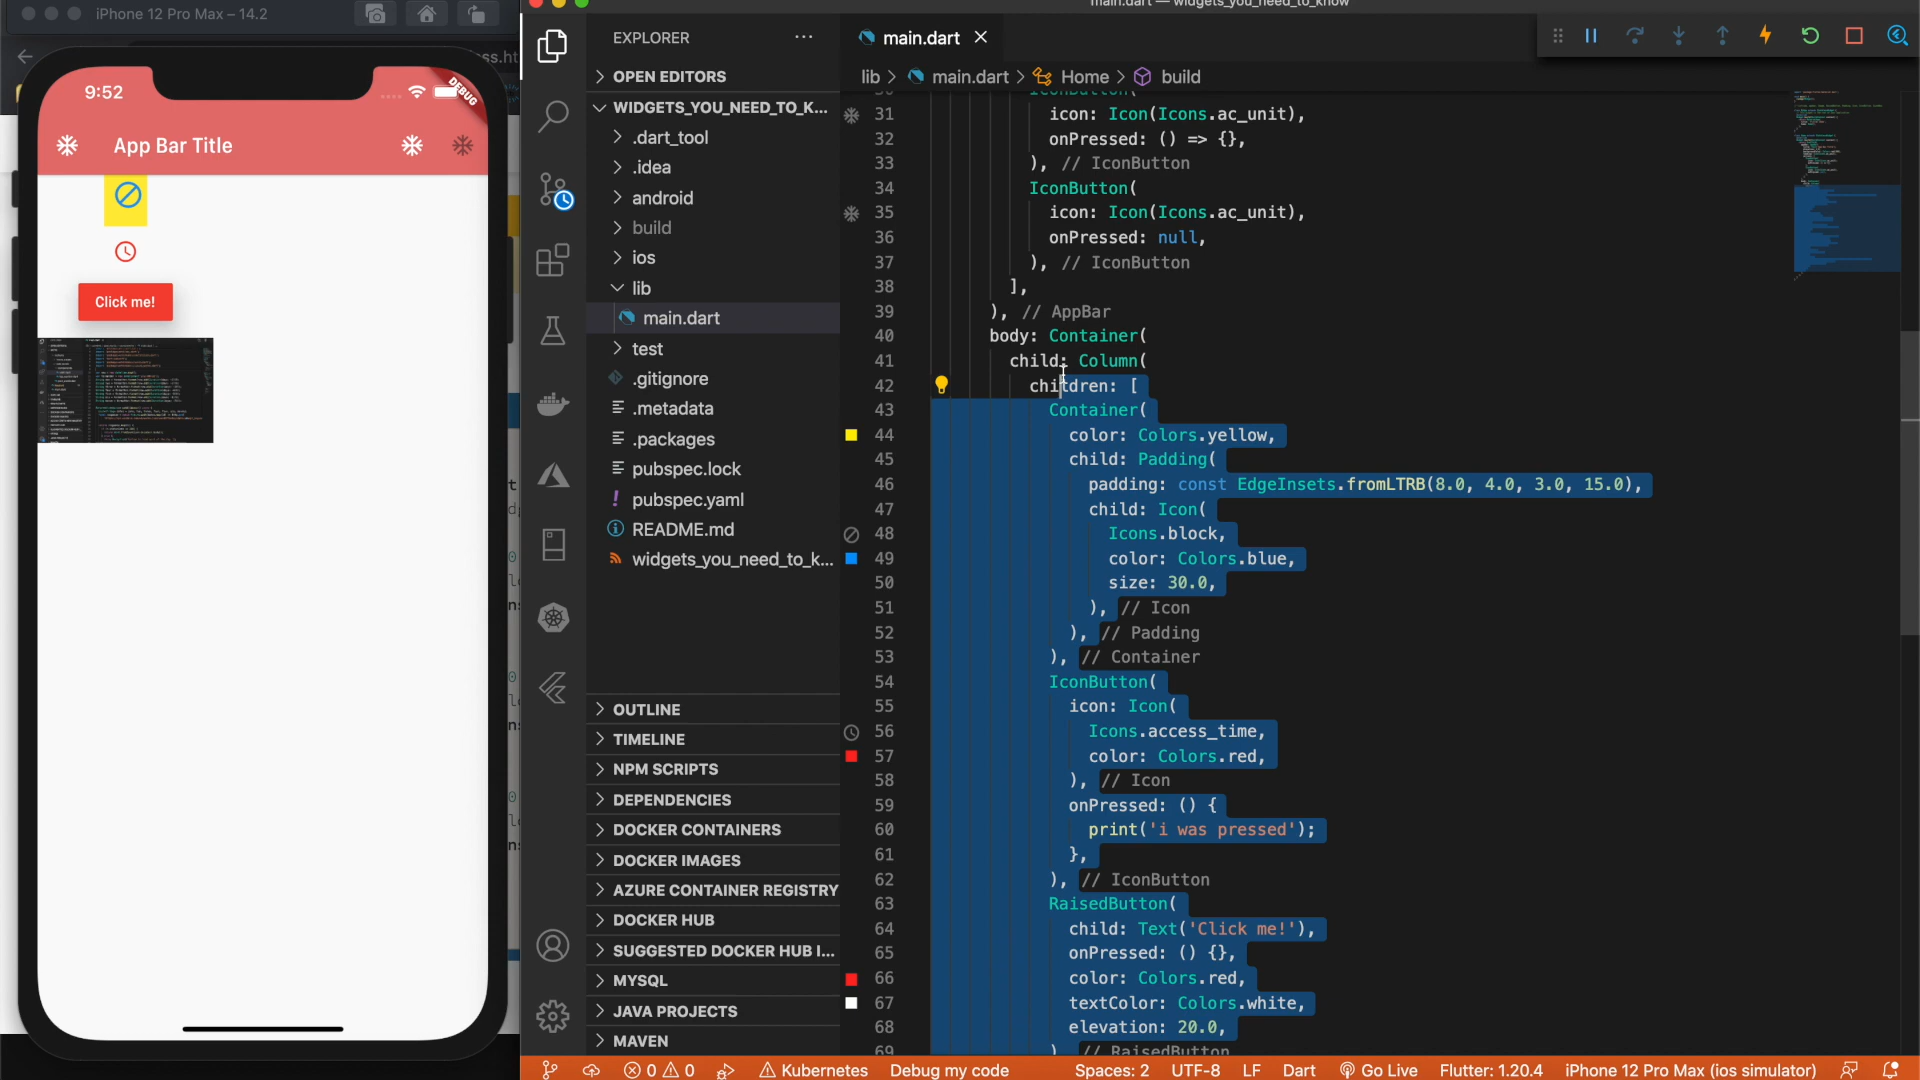 iPhone 12 Pro Max – 14.2
9:52
DEBUG
App Bar Title
Click me!
main.dart — widgets_you_need_to_know
EXPLORER
OPEN EDITORS
WIDGETS_YOU_NEED_TO_K...
.dart_tool
.idea
android
build
ios
lib
main.dart
test
.gitignore
.metadata
.packages
pubspec.lock
pubspec.yaml
README.md
widgets_you_need_to_k...
OUTLINE
TIMELINE
NPM SCRIPTS
DEPENDENCIES
DOCKER CONTAINERS
DOCKER IMAGES
AZURE CONTAINER REGISTRY
DOCKER HUB
SUGGESTED DOCKER HUB I...
MYSQL
JAVA PROJECTS
MAVEN
main.dart
lib > main.dart > Home > build
30 IconButton(
31 icon: Icon(Icons.ac_unit),
32 onPressed: () => {},
33 ), // IconButton
34 IconButton(
35 icon: Icon(Icons.ac_unit),
36 onPressed: null,
37 ), // IconButton
38 ],
39 ), // AppBar
40 body: Container(
41 child: Column(
42 children: [
43 Container(
44 color: Colors.yellow,
45 child: Padding(
46 padding: const EdgeInsets.fromLTRB(8.0, 4.0, 3.0, 15.0),
47 child: Icon(
48 Icons.block,
49 color: Colors.blue,
50 size: 30.0,
51 ), // Icon
52 ), // Padding
53 ), // Container
54 IconButton(
55 icon: Icon(
56 Icons.access_time,
57 color: Colors.red,
58 ), // Icon
59 onPressed: () {
60 print('i was pressed');
61 },
62 ), // IconButton
63 RaisedButton(
64 child: Text('Click me!'),
65 onPressed: () {},
66 color: Colors.red,
67 textColor: Colors.white,
68 elevation: 20.0,
69 ) // RaisedButton
0 0 Kubernetes Debug my code Spaces: 2 UTF-8 LF Dart Go Live Flutter: 1.20.4 iPhone 12 Pro Max (ios simulator)